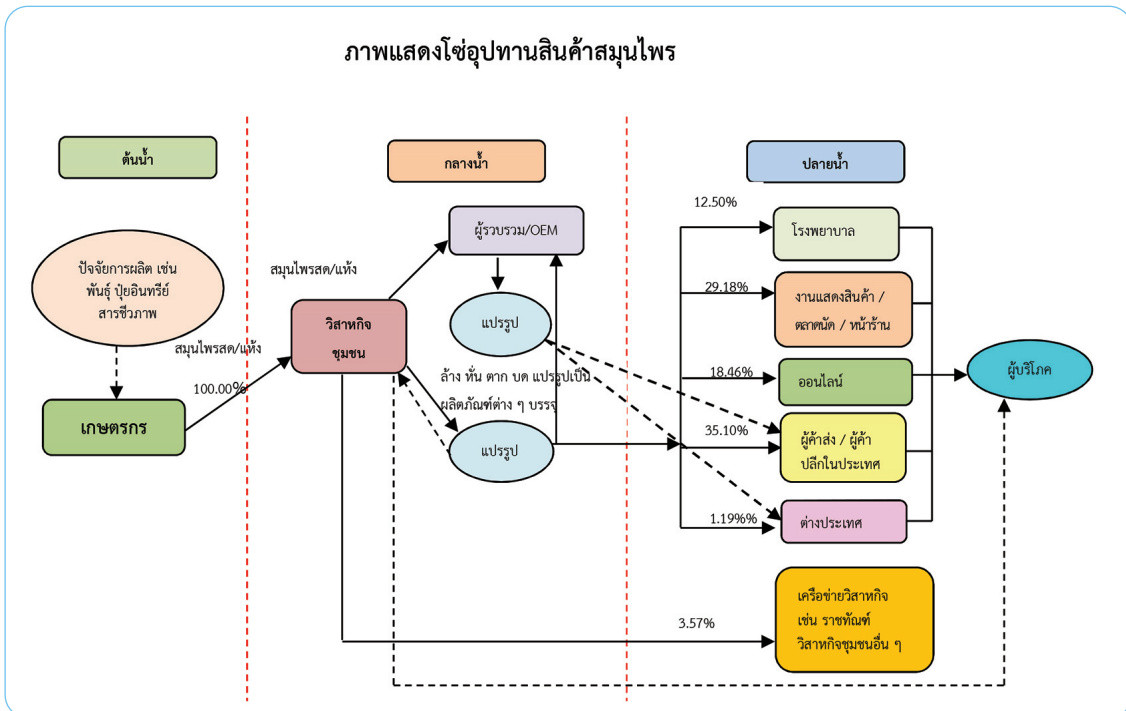 ภาพแสดงโซ่อุปทานสินค้าสมุนไพร
ต้นน้ำ
กลางน้ำ
ปลายน้ำ
ปัจจัยการผลิต เช่น
พันธุ์ ปุ๋ยอินทรีย์
สารชีวภาพ
เกษตรกร
สมุนไพรสด/แห้ง
100.00%
สมุนไพรสด/แห้ง
วิสาหกิจ
ชุมชน
ผู้รวบรวม/OEM
แปรรูป
ล้าง หั่น ตาก บด แปรรูปเป็น
ผลิตภัณฑ์ต่าง ๆ บรรจุ
แปรรูป
12.50%
โรงพยาบาล
29.18%
งานแสดงสินค้า /
ตลาดนัด / หน้าร้าน
18.46%
ออนไลน์
35.10%
ผู้ค้าส่ง / ผู้ค้า
ปลีกในประเทศ
1.19%%
ต่างประเทศ
3.57%
เครือข่ายวิสาหกิจ
เช่น ราชทัณฑ์
วิสาหกิจชุมชนอื่น ๆ
ผู้บริโภค